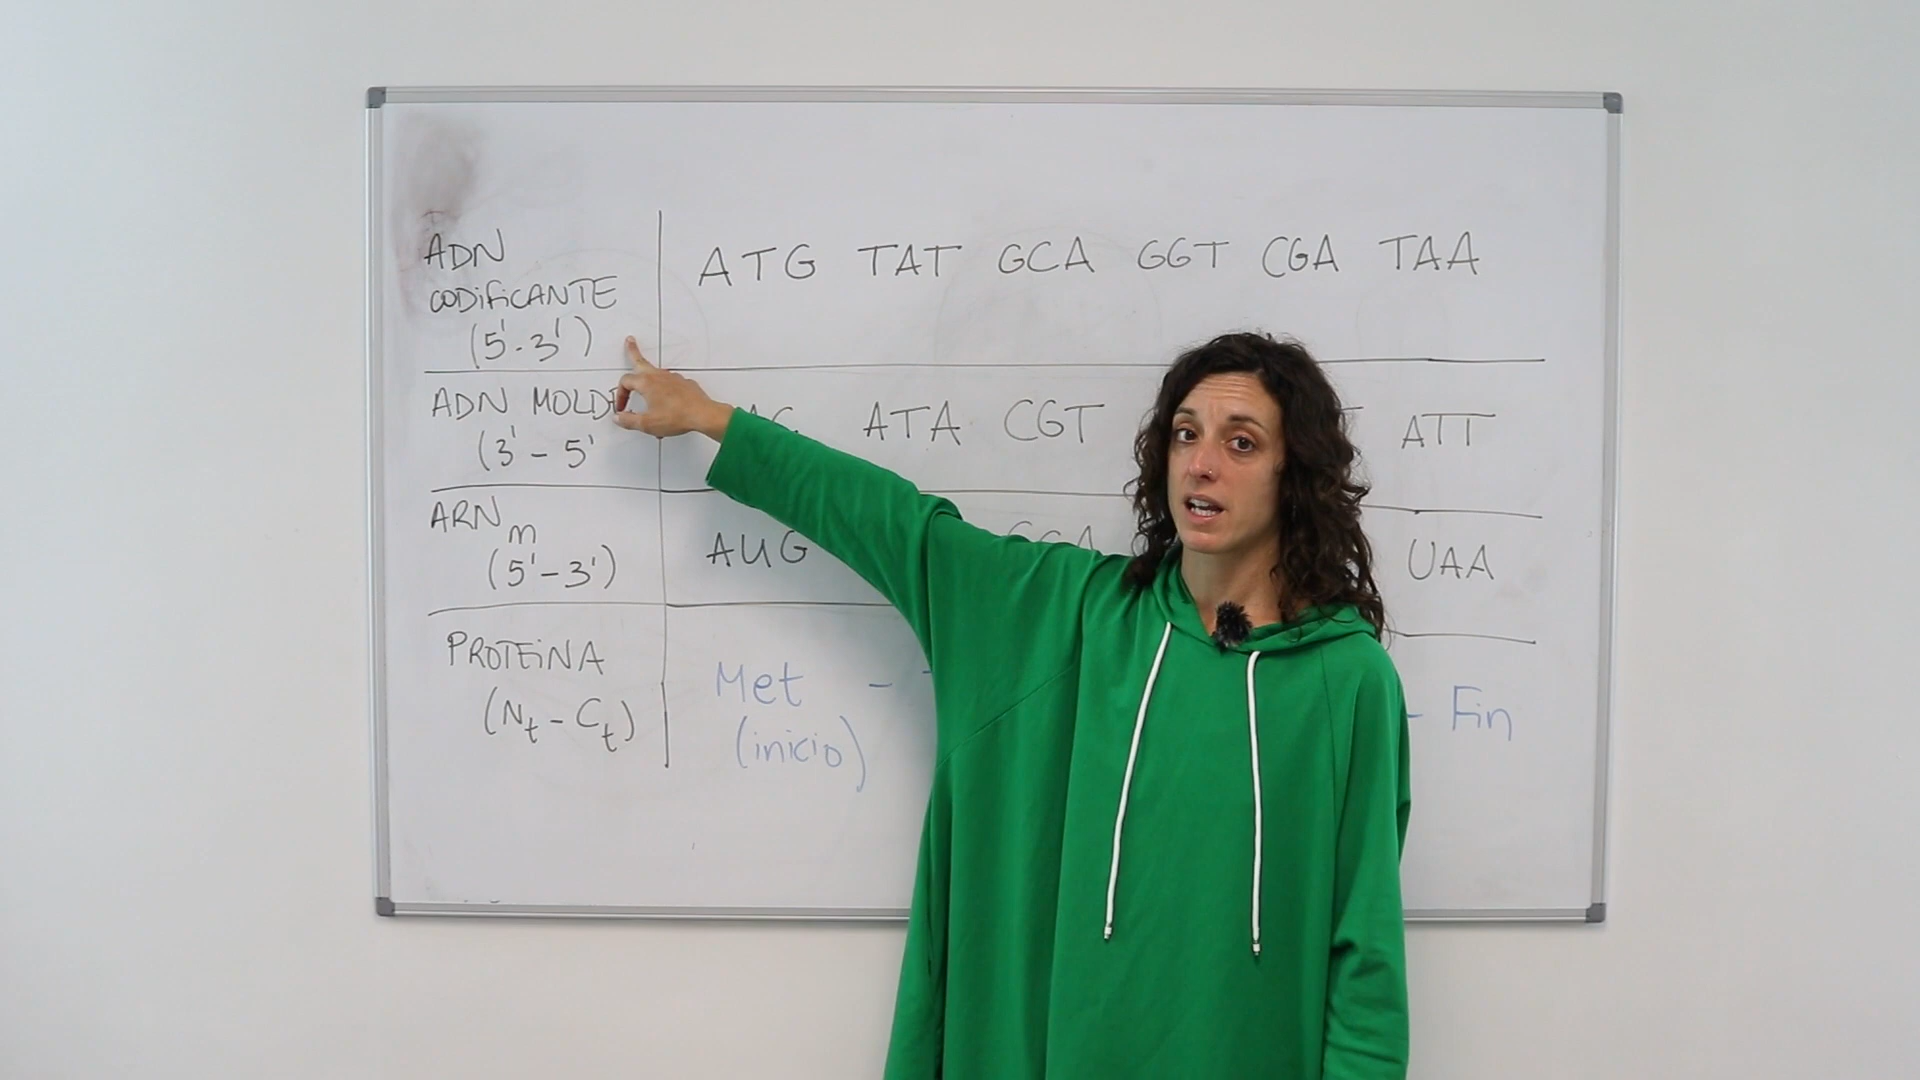 ADN
CODIFICANTE
(5'-3')
ATG TAT GCA GGT CGA TAA
ADN MOLDE
(3'-5'
ATA CGT ATT
ARNm
(5'-3')
AUG UAA
PROTEINA
(Nt-Ct)
Met - - Fin
(inicio)